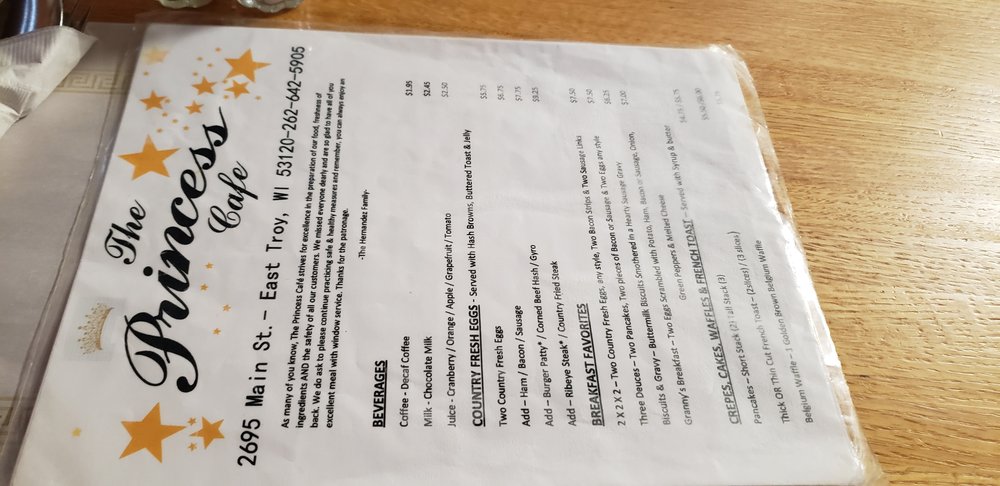 The
Princess
Cafe
2695 Main St. – East Troy, WI 53120-262-642-5905
As many of you know, The Princess Café strives for excellence in the preparation of our food, freshness of
ingredients AND the safety of all our customers. We missed everyone dearly and are so glad to have all of you
back. We do ask to please continue practicing safe & healthy measures and remember, you can always enjoy an
excellent meal with window service. Thanks for the patronage.
-The Hernandez Family-
BEVERAGES
Coffee - Decaf Coffee $1.95
Milk - Chocolate Milk $2.45
Juice - Cranberry / Orange / Apple / Grapefruit / Tomato $2.50
COUNTRY FRESH EGGS - Served with Hash Browns, Buttered Toast & Jelly
Two Country Fresh Eggs $5.75
Add – Ham / Bacon / Sausage $6.75
Add – Burger Patty* / Corned Beef Hash / Gyro $7.75
Add – Ribeye Steak* / Country Fried Steak $9.25
BREAKFAST FAVORITES
2 X 2 X 2 – Two Country Fresh Eggs, any style, Two Bacon Strips & Two Sausage Links $7.50
Three Deuces – Two Pancakes, Two pieces of Bacon or Sausage & Two Eggs any style $7.50
Biscuits & Gravy – Buttermilk Biscuits Smothered in a Hearty Sausage Gravy $6.25
Granny's Breakfast – Two Eggs Scrambled with Potato, Ham, Bacon or Sausage, Onion, $7.00
Green Peppers & Melted Cheese
CREPES, CAKES, WAFFLES & FRENCH TOAST – Served with Syrup & butter
Pancakes – Short Stack (2) Tall Stack (3) $4.75 / $5.75
Thick OR Thin Cut French Toast – (2slices) / (3 slices) $5.50/$6.00
Belgium Waffle – 1 Golden Brown Belgium Waffle